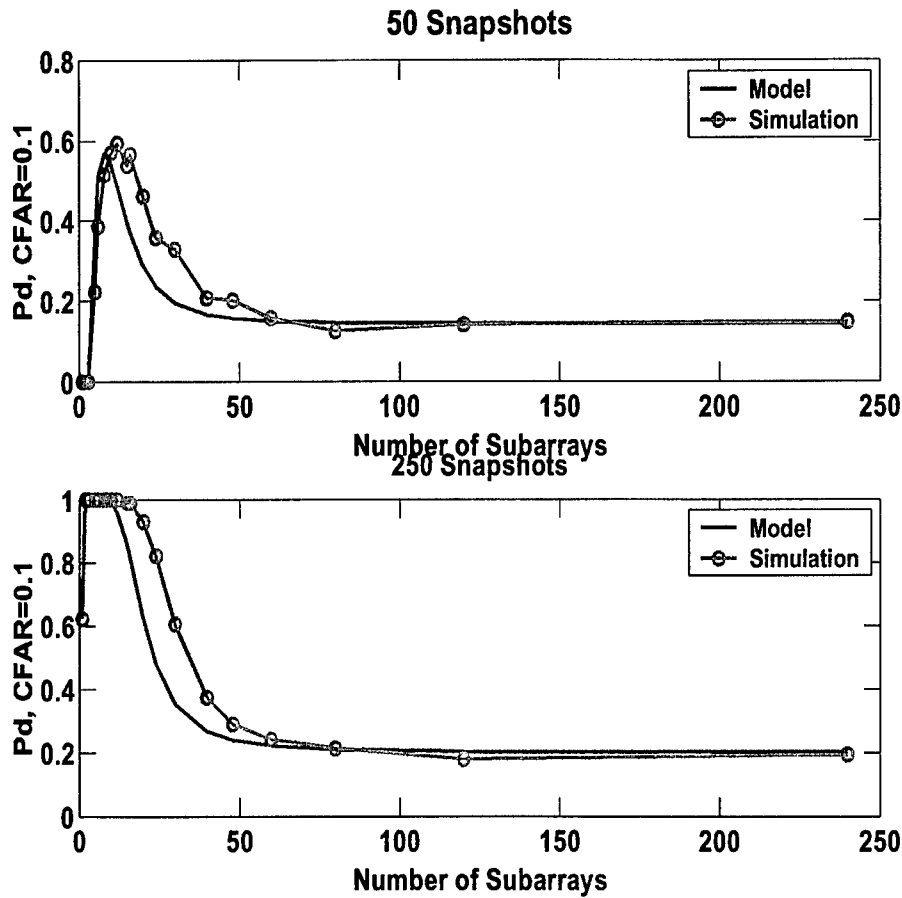 50 Snapshots
0.8
0.6
0.4
0.2
0
Pd, CFAR=0.1
Model
Simulation
0 50 100 150 200 250
Number of Subarrays
250 Snapshots
1
0.8
0.6
0.4
0.2
0
Pd, CFAR=0.1
Model
Simulation
0 50 100 150 200 250
Number of Subarrays